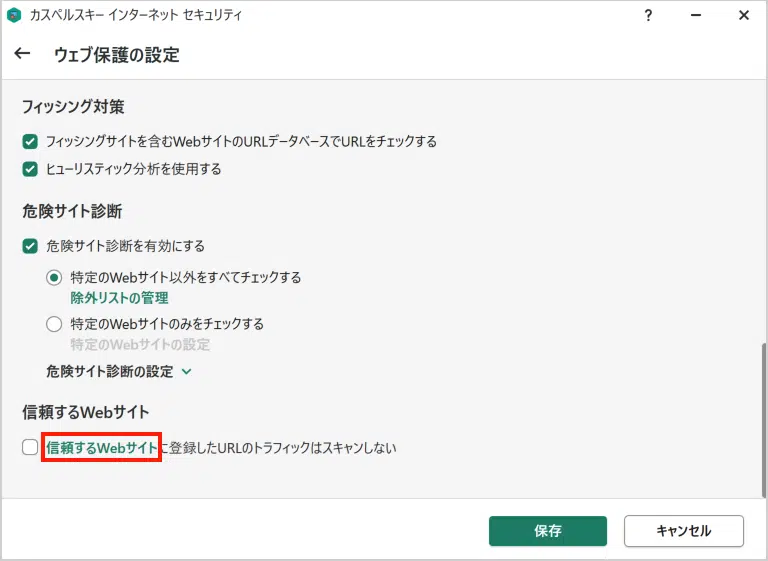 カスペルスキー インターネット セキュリティ
?
ウェブ保護の設定
フィッシング対策
フィッシングサイトを含むWebサイトのURLデータベースでURLをチェックする
ヒューリスティック分析を使用する
危険サイト診断
危険サイト診断を有効にする
特定のWebサイト以外をすべてチェックする
除外リストの管理
特定のWebサイトのみをチェックする
特定のWebサイトの設定
危険サイト診断の設定
信頼するWebサイト
信頼するWebサイトに登録したURLのトラフィックはスキャンしない
保存
キャンセル